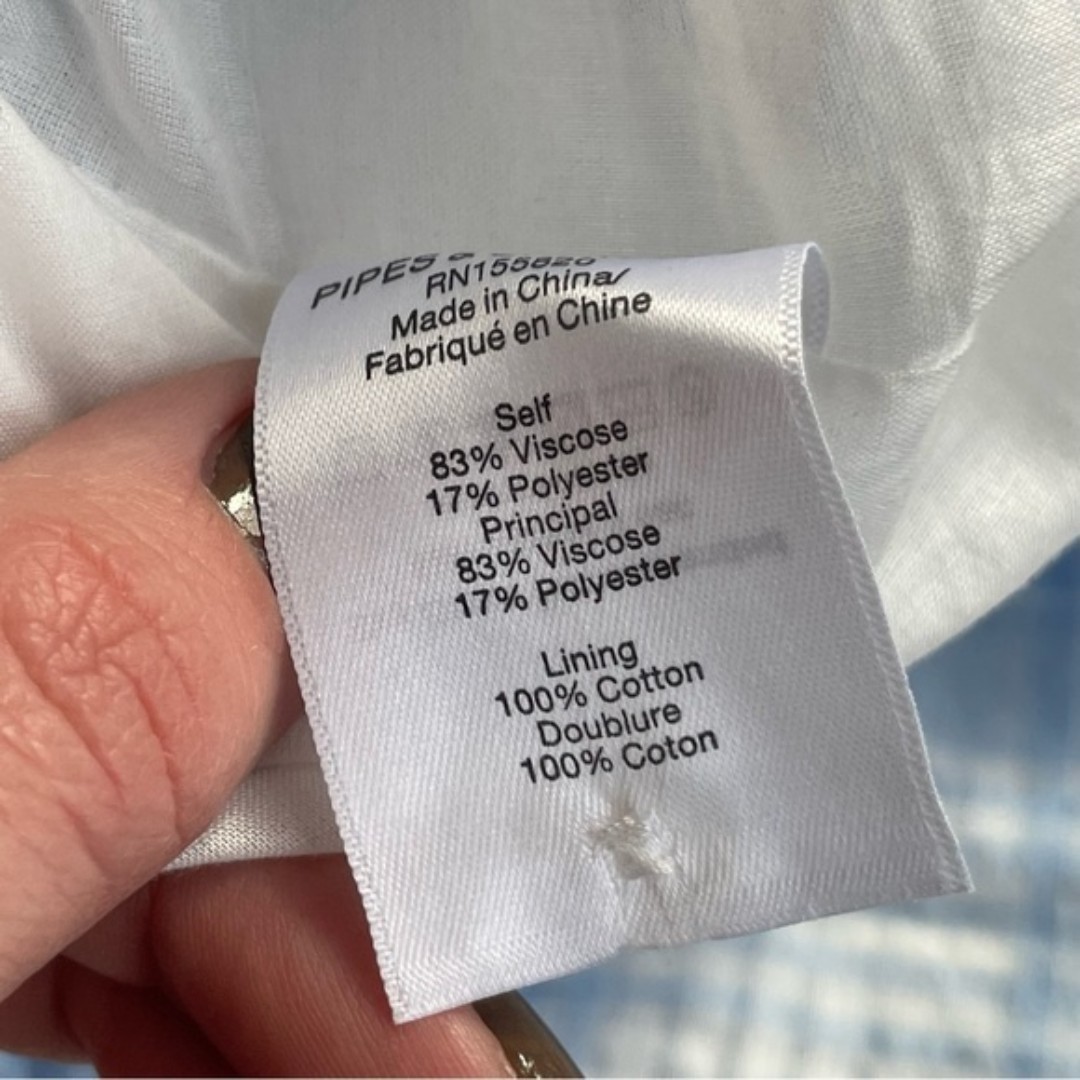 PIPES &
Made in China/
Fabriqué en Chine
Self
83% Viscose
17% Polyester
Principal
83% Viscose
17% Polyester
Lining
100% Cotton
Doublure
100% Coton